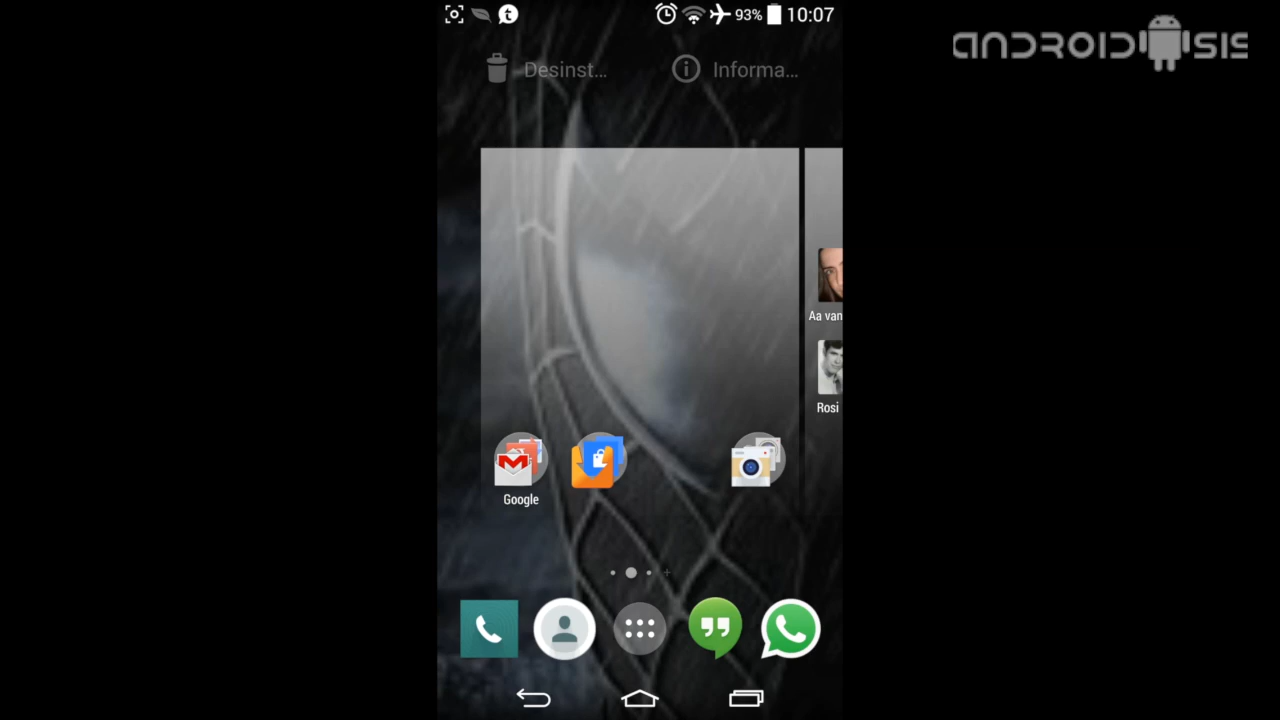 93% 10:07
ANDROIDSIS
Desinst... Informa...
Aa van
Rosi
Google